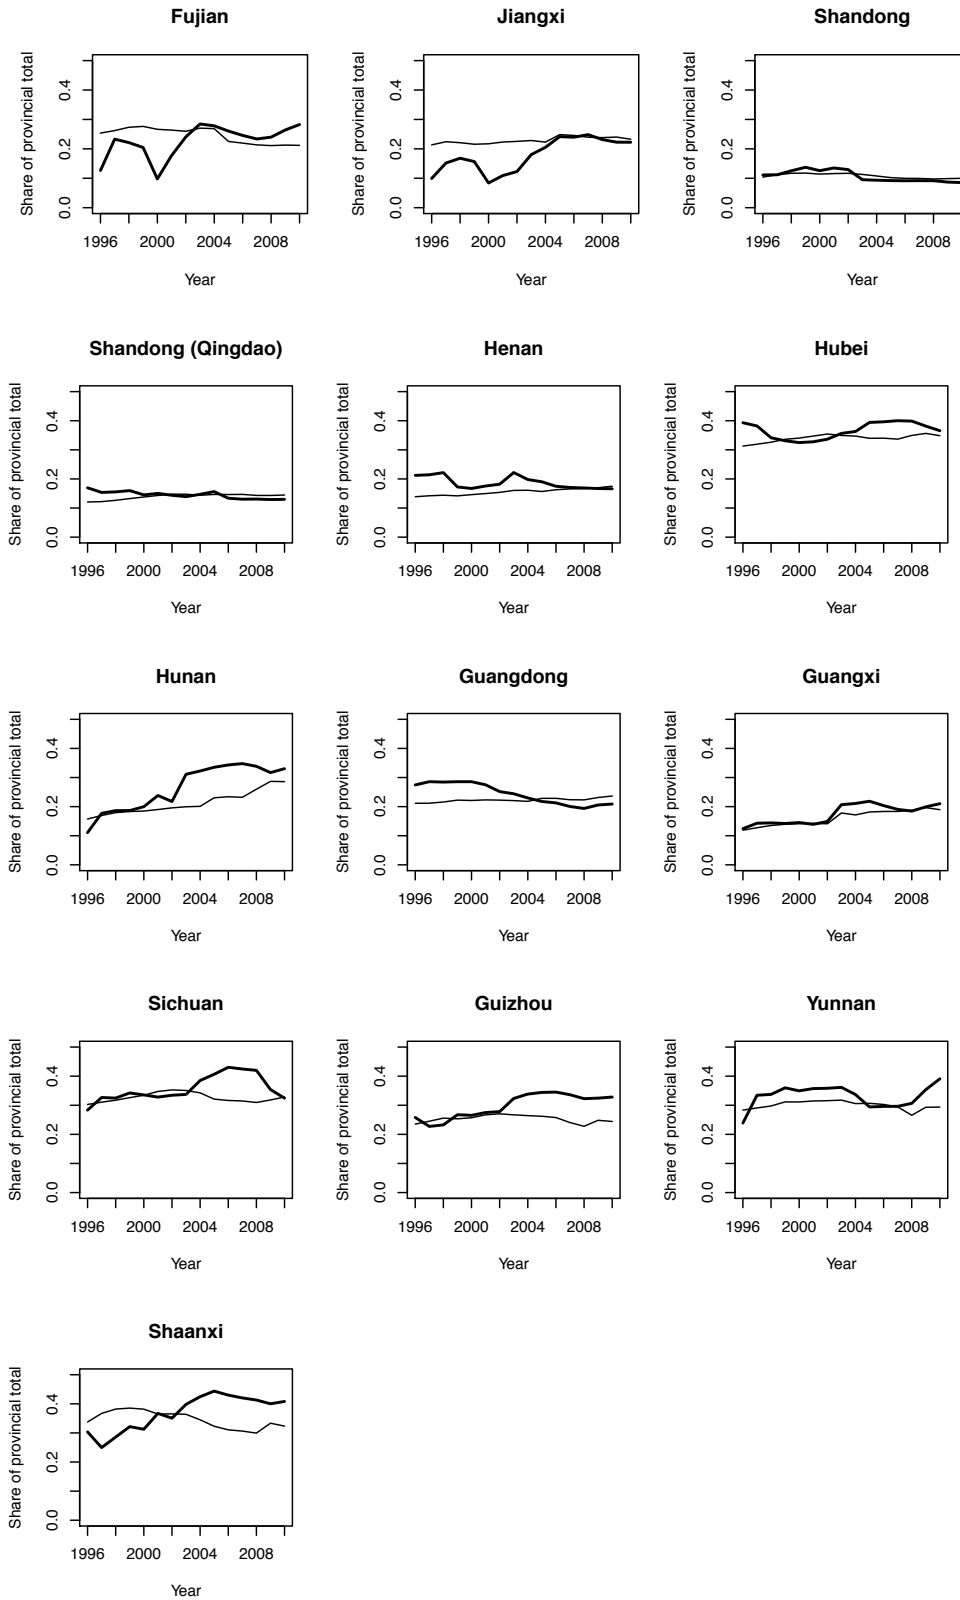 Fujian
Share of provincial total
0.0 0.2 0.4
1996 2000 2004 2008
Year
Jiangxi
Share of provincial total
0.0 0.2 0.4
1996 2000 2004 2008
Year
Shandong
Share of provincial total
0.0 0.2 0.4
1996 2000 2004 2008
Year
Shandong (Qingdao)
Share of provincial total
0.0 0.2 0.4
1996 2000 2004 2008
Year
Henan
Share of provincial total
0.0 0.2 0.4
1996 2000 2004 2008
Year
Hubei
Share of provincial total
0.0 0.2 0.4
1996 2000 2004 2008
Year
Hunan
Share of provincial total
0.0 0.2 0.4
1996 2000 2004 2008
Year
Guangdong
Share of provincial total
0.0 0.2 0.4
1996 2000 2004 2008
Year
Guangxi
Share of provincial total
0.0 0.2 0.4
1996 2000 2004 2008
Year
Sichuan
Share of provincial total
0.0 0.2 0.4
1996 2000 2004 2008
Year
Guizhou
Share of provincial total
0.0 0.2 0.4
1996 2000 2004 2008
Year
Yunnan
Share of provincial total
0.0 0.2 0.4
1996 2000 2004 2008
Year
Shaanxi
Share of provincial total
0.0 0.2 0.4
1996 2000 2004 2008
Year